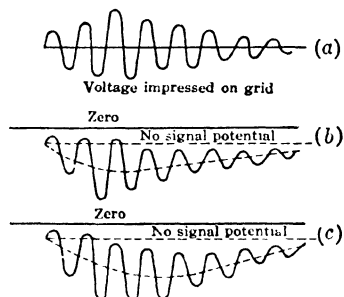 (a)
Voltage impressed on grid
Zero
No signal potential
(b)
Zero
No signal potential
(c)